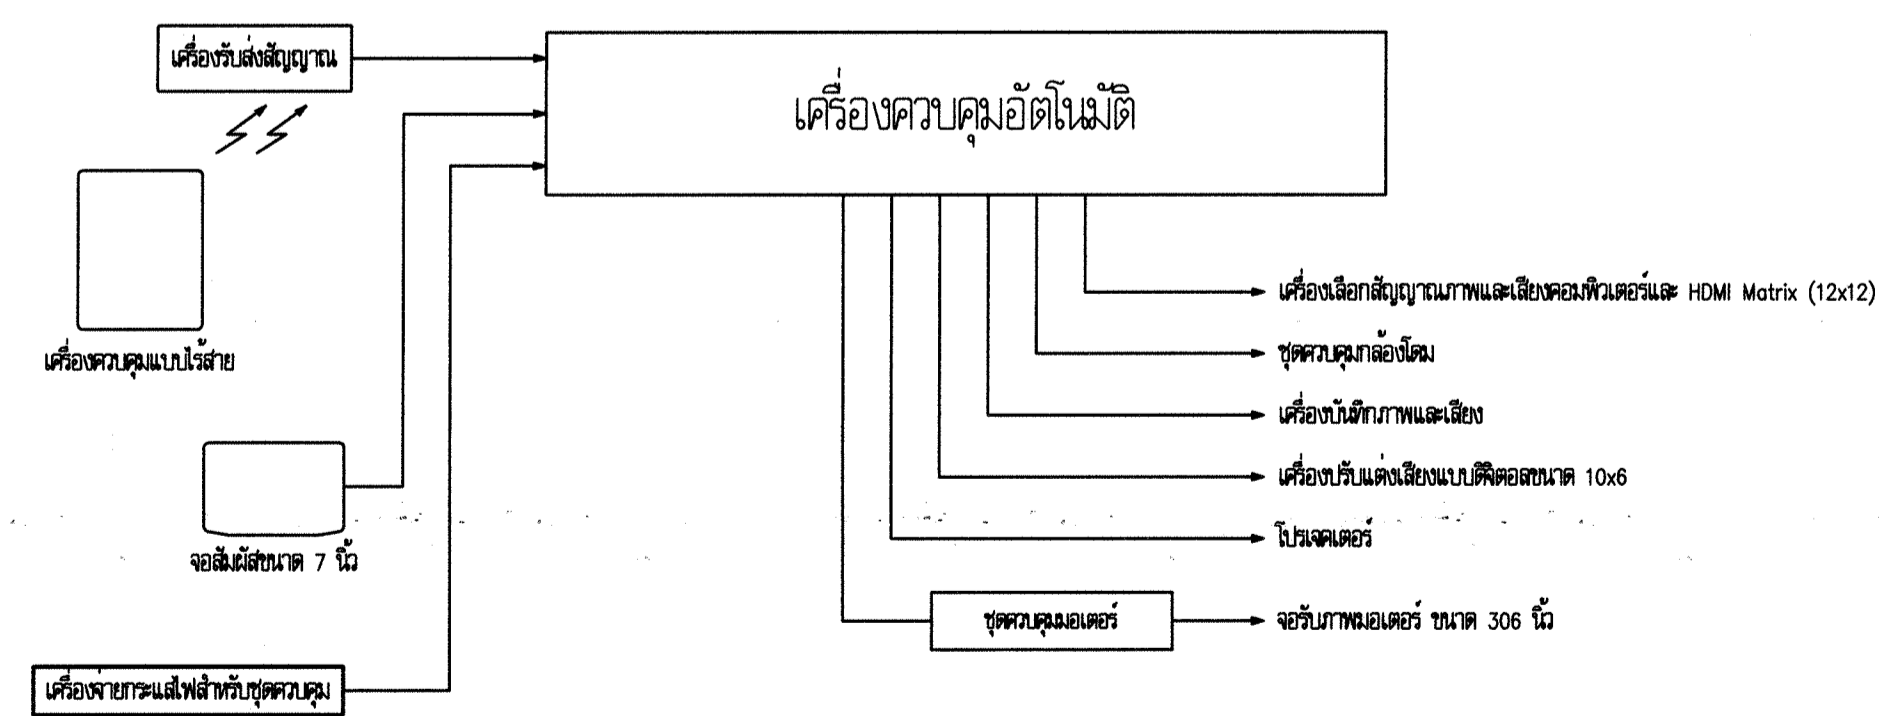 เครื่องรับส่งสัญญาณ
เครื่องควบคุมอัตโนมัติ
เครื่องเลือกสัญญาณภาพและเสียงคอมพิวเตอร์และ HDMI Matrix (12x12)
ชุดควบคุมกล้องโดม
เครื่องควบคุมแบบไร้สาย
เครื่องบันทึกภาพและเสียง
เครื่องปรับแต่งเสียงแบบดิจิตอลขนาด 10x6
โปรเจคเตอร์
จอสัมผัสขนาด 7 นิ้ว
ชุดควบคุมมอเตอร์
จอรับภาพมอเตอร์ ขนาด 306 นิ้ว
เครื่องจ่ายกระแสไฟสำหรับชุดควบคุม